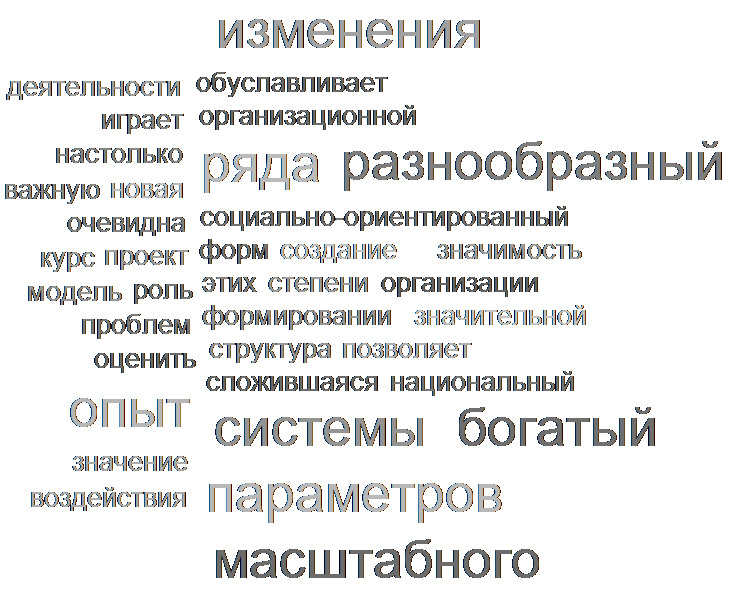 изменения
деятельности обуславливает
играет организационной
настолько ряда разнообразный
важную новая
очевидна социально-ориентированный
курс проект форм создание значимость
модель роль этих степени организации
проблем формировании значительной
оценить структура позволяет
сложившаяся национальный
опыт системы богатый
значение
воздействия параметров
масштабного